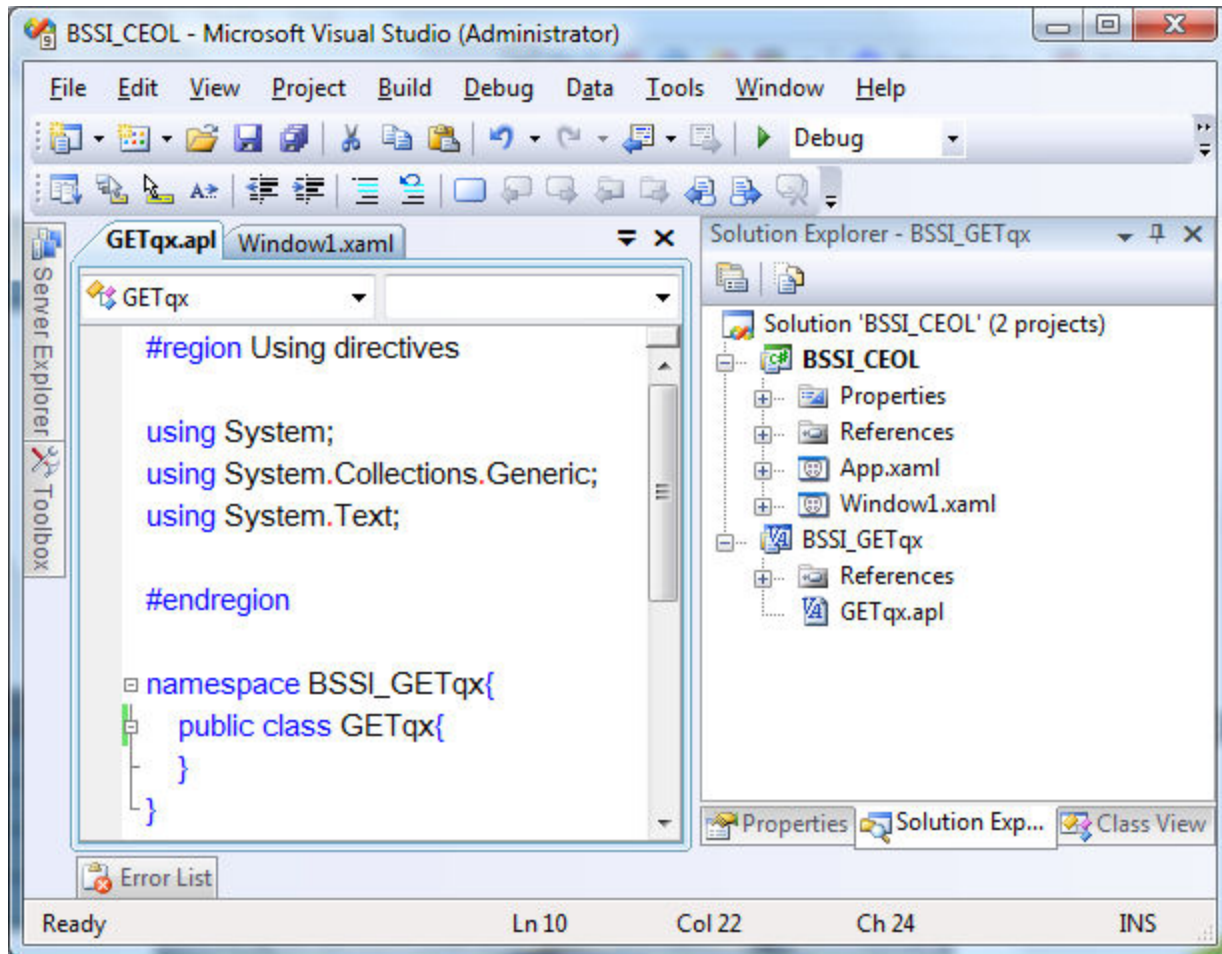 BSSI_CEOL - Microsoft Visual Studio (Administrator)
File Edit View Project Build Debug Data Tools Window Help
Debug
Server Explorer
Toolbox
GETqx.apl Window1.xaml
GETqx
#region Using directives
using System;
using System.Collections.Generic;
using System.Text;
#endregion
namespace BSSI_GETqx{
public class GETqx{
}
}
Solution Explorer - BSSI_GETqx
Solution 'BSSI_CEOL' (2 projects)
BSSI_CEOL
Properties
References
App.xaml
Window1.xaml
BSSI_GETqx
References
GETqx.apl
Properties Solution Exp... Class View
Error List
Ready Ln 10 Col 22 Ch 24 INS